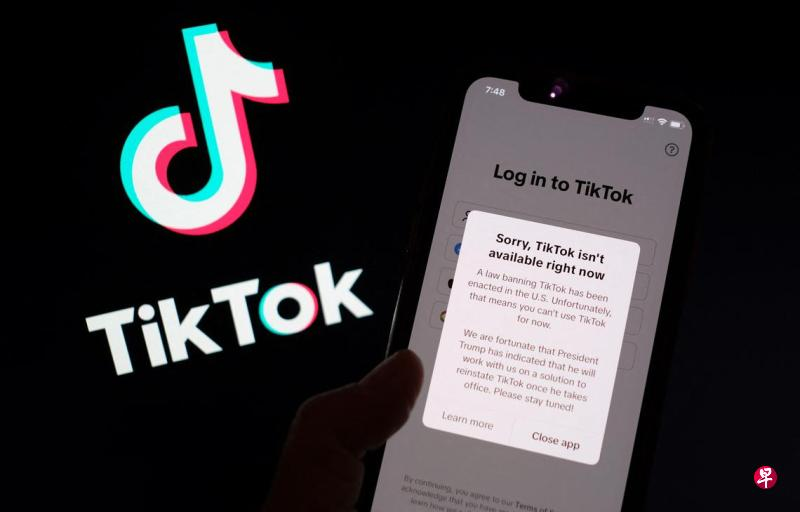 TikTok
7:48
Log in to TikTok
Sorry, TikTok isn't
available right now
A law banning TikTok has been
enacted in the U.S. Unfortunately,
that means you can't use TikTok
for now.
We are fortunate that President
Trump has indicated that he will
work with us on a solution to
reinstate TikTok once he takes
office. Please stay tuned!
Learn more
Close app
By continuing, you agree to our Terms of
acknowledge that you have
learn how we
早